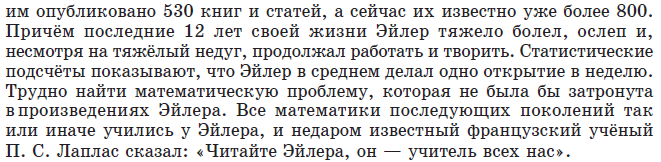 им опубликовано 530 книг и статей, а сейчас их известно уже более 800.
Причём последние 12 лет своей жизни Эйлер тяжело болел, ослеп и,
несмотря на тяжёлый недуг, продолжал работать и творить. Статистические
подсчёты показывают, что Эйлер в среднем делал одно открытие в неделю.
Трудно найти математическую проблему, которая не была бы затронута
в произведениях Эйлера. Все математики последующих поколений так
или иначе учились у Эйлера, и недаром известный французский учёный
П. С. Лаплас сказал: «Читайте Эйлера, он — учитель всех нас».